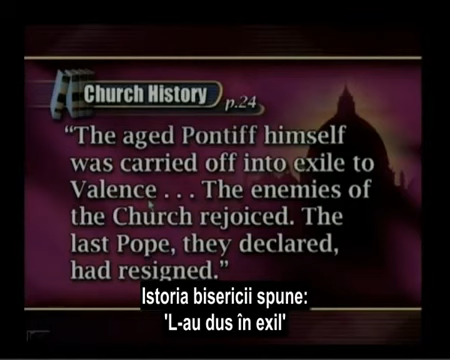 Church History p.24
"The aged Pontiff himself
was carried off into exile to
Valence . . . The enemies of
the Church rejoiced. The
last Pope, they declared,
had resigned."
Istoria bisericii spune:
'L-au dus în exil'